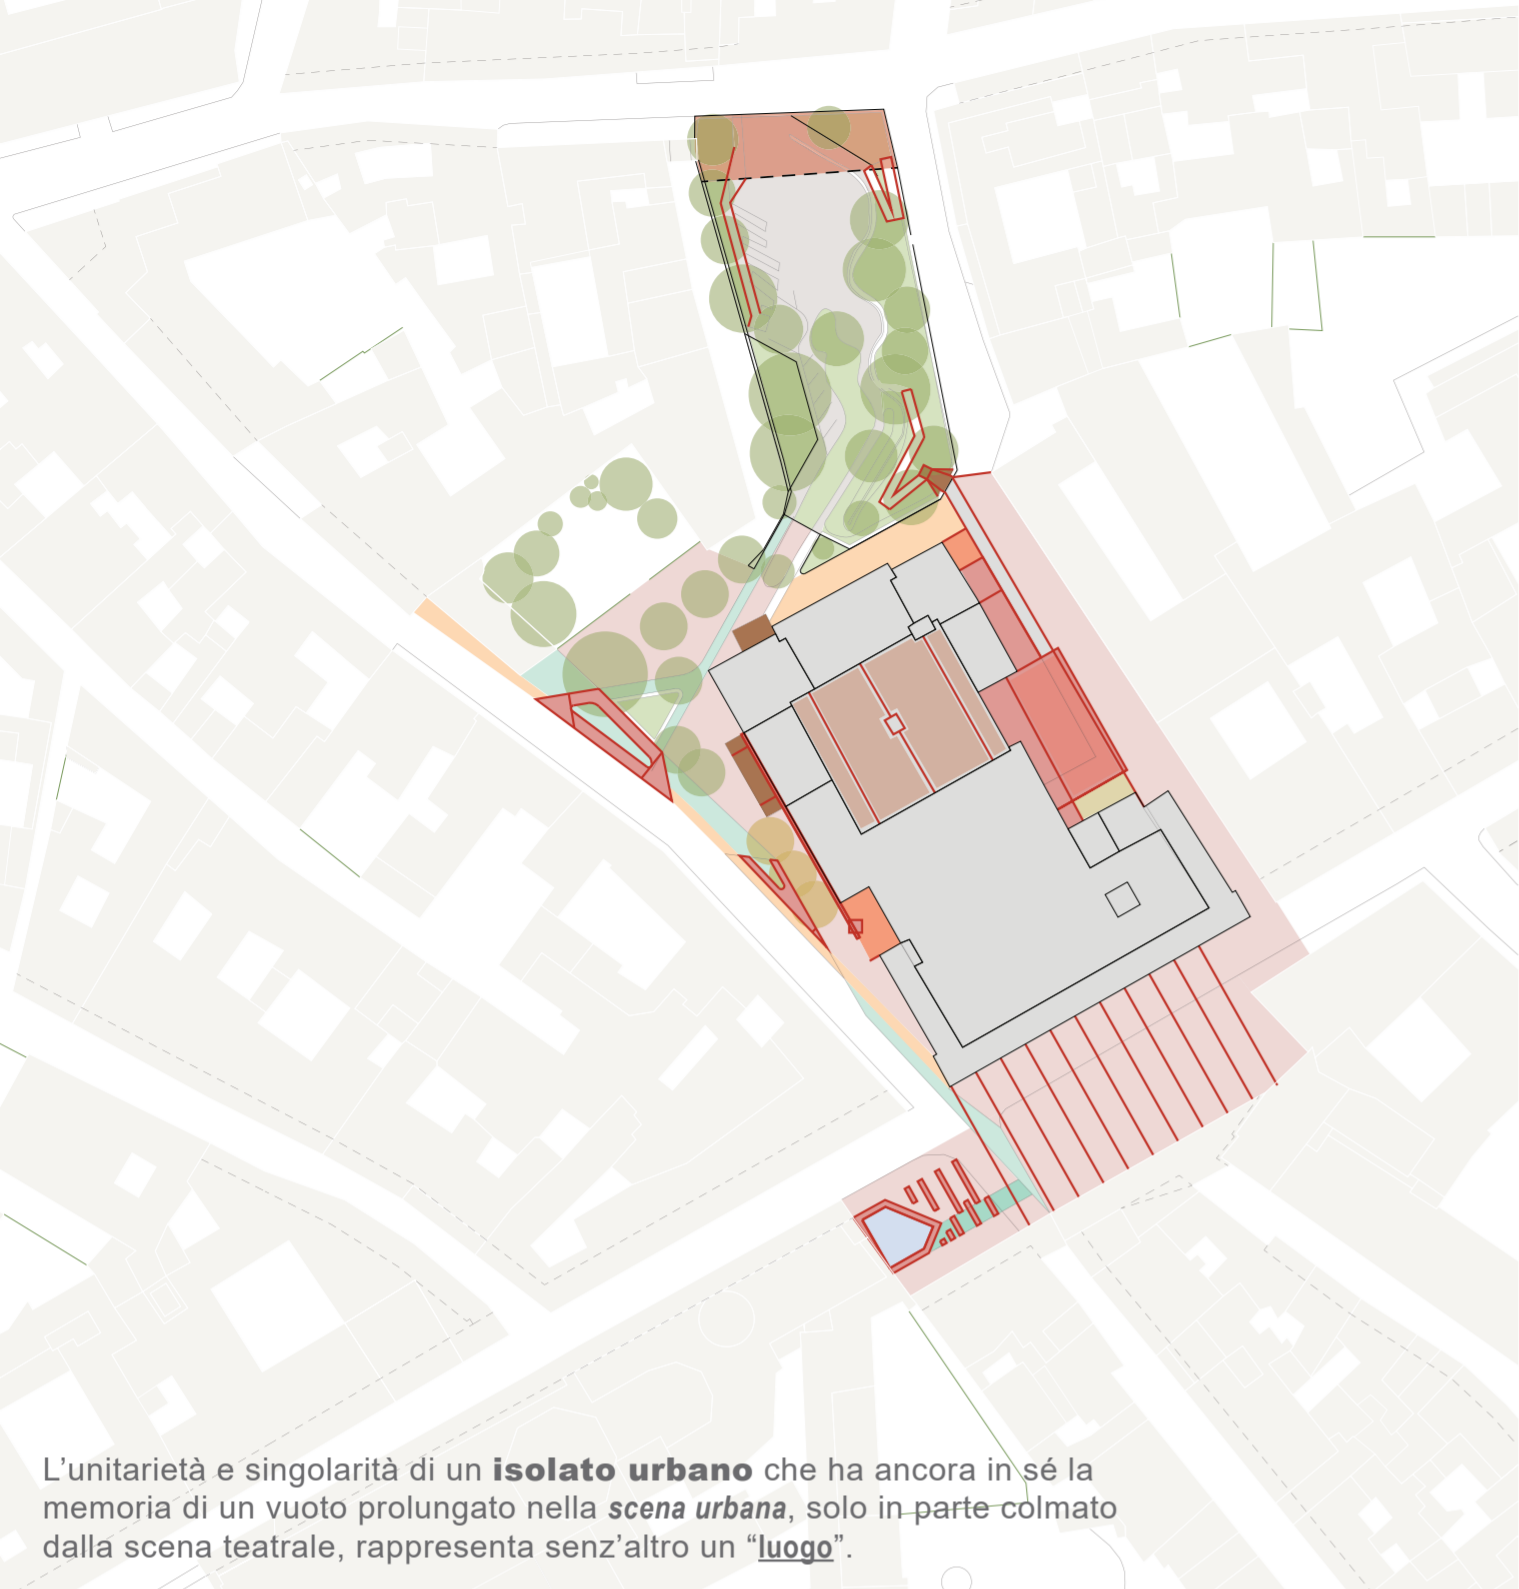 L’unitarietà e singolarità di un isolato urbano che ha ancora in sé la
memoria di un vuoto prolungato nella scena urbana, solo in parte colmato
dalla scena teatrale, rappresenta senz’altro un “luogo”.